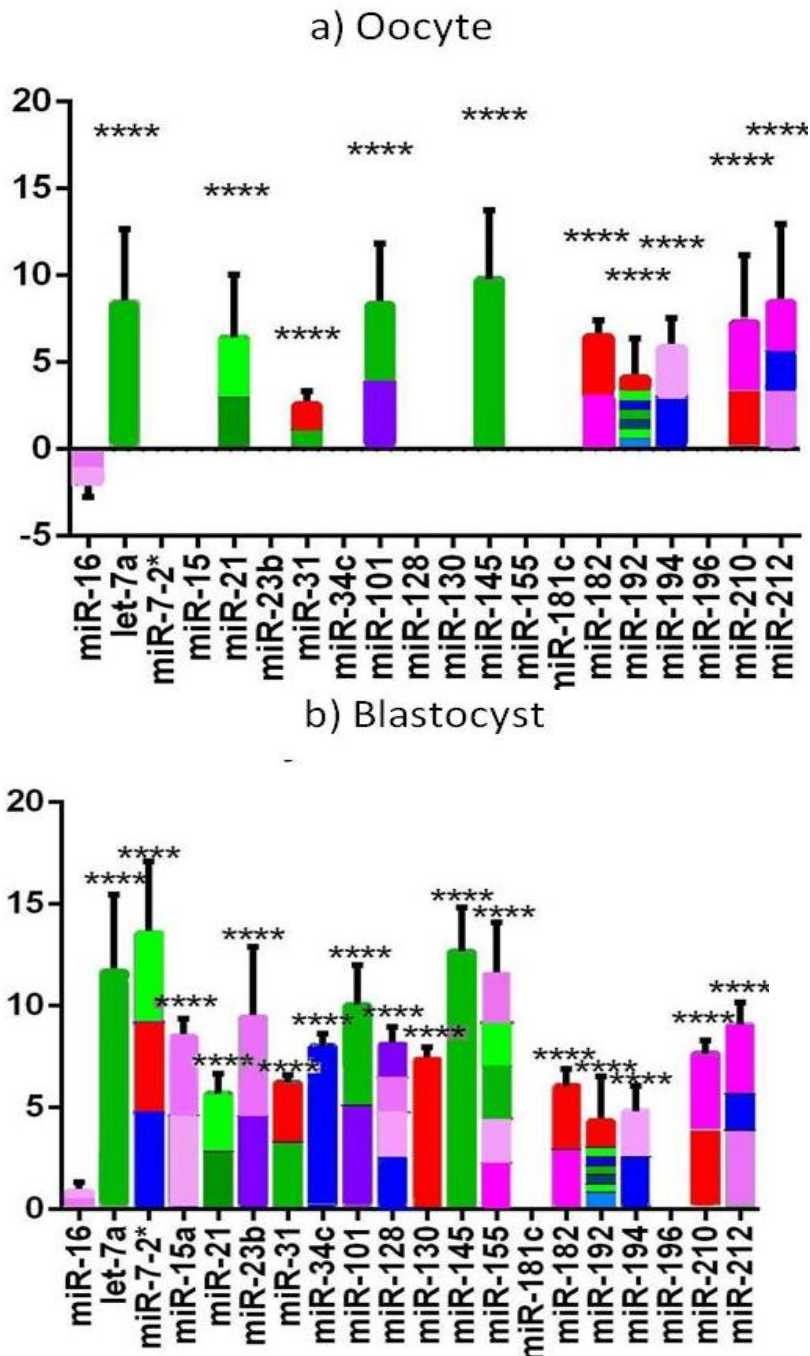 a) Oocyte
20
****
****
****
****
****
15
****
****
****
****
10
****
5
0
-5
miR-16
let-7a
miR-7-2*
miR-15
miR-21
miR-23b
miR-31
miR-34c
miR-101
miR-128
miR-130
miR-145
miR-155
miR-181c
miR-182
miR-192
miR-194
miR-196
miR-210
miR-212
b) Blastocyst
20
****
****
****
****
15
****
****
****
10
****
****
****
****
****
****
****
****
****
****
5
0
miR-16
let-7a
miR-7-2*
miR-15a
miR-21
miR-23b
miR-31
miR-34c
miR-101
miR-128
miR-130
miR-145
miR-155
miR-181c
miR-182
miR-192
miR-194
miR-196
miR-210
miR-212